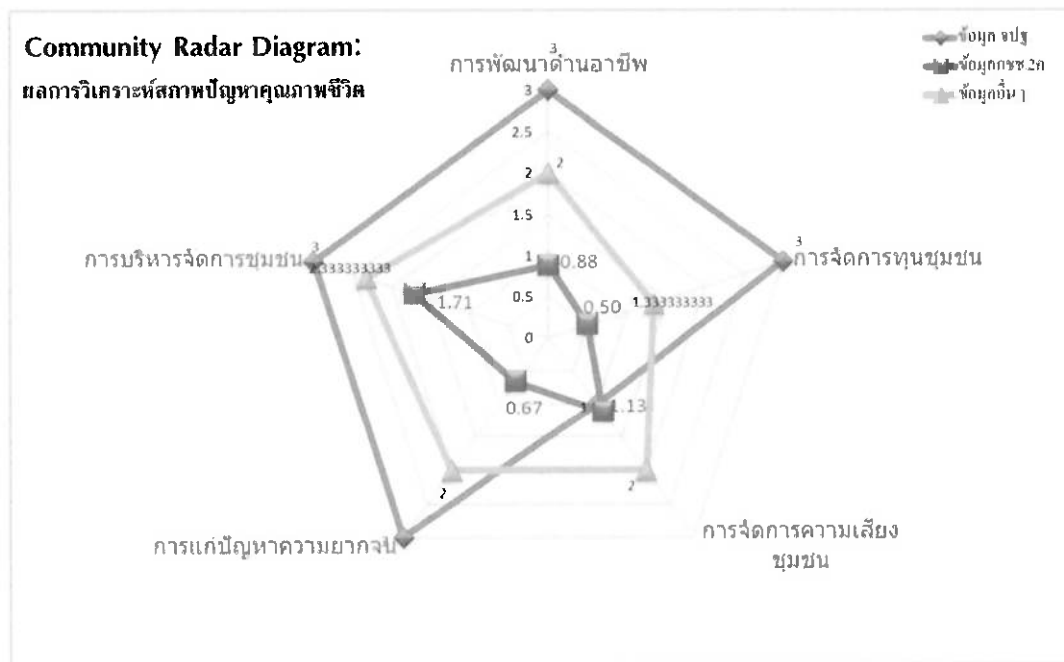 Community Radar Diagram:
ผลการวิเคราะห์สภาพปัญหาคุณภาพชีวิต
ข้อมูล จปฐ
ข้อมูลกชช 2ค
ข้อมูลอื่น ๆ
3
การพัฒนาด้านอาชีพ
3
2.5
2
2
1.5
1
0.88
0.5
0
3
การจัดการทุนชุมชน
1.333333333
0.50
3
การบริหารจัดการชุมชน
2.333333333
1.71
0.67
1
1.13
2
2
การแก้ปัญหาความยากจน
การจัดการความเสี่ยง
ชุมชน